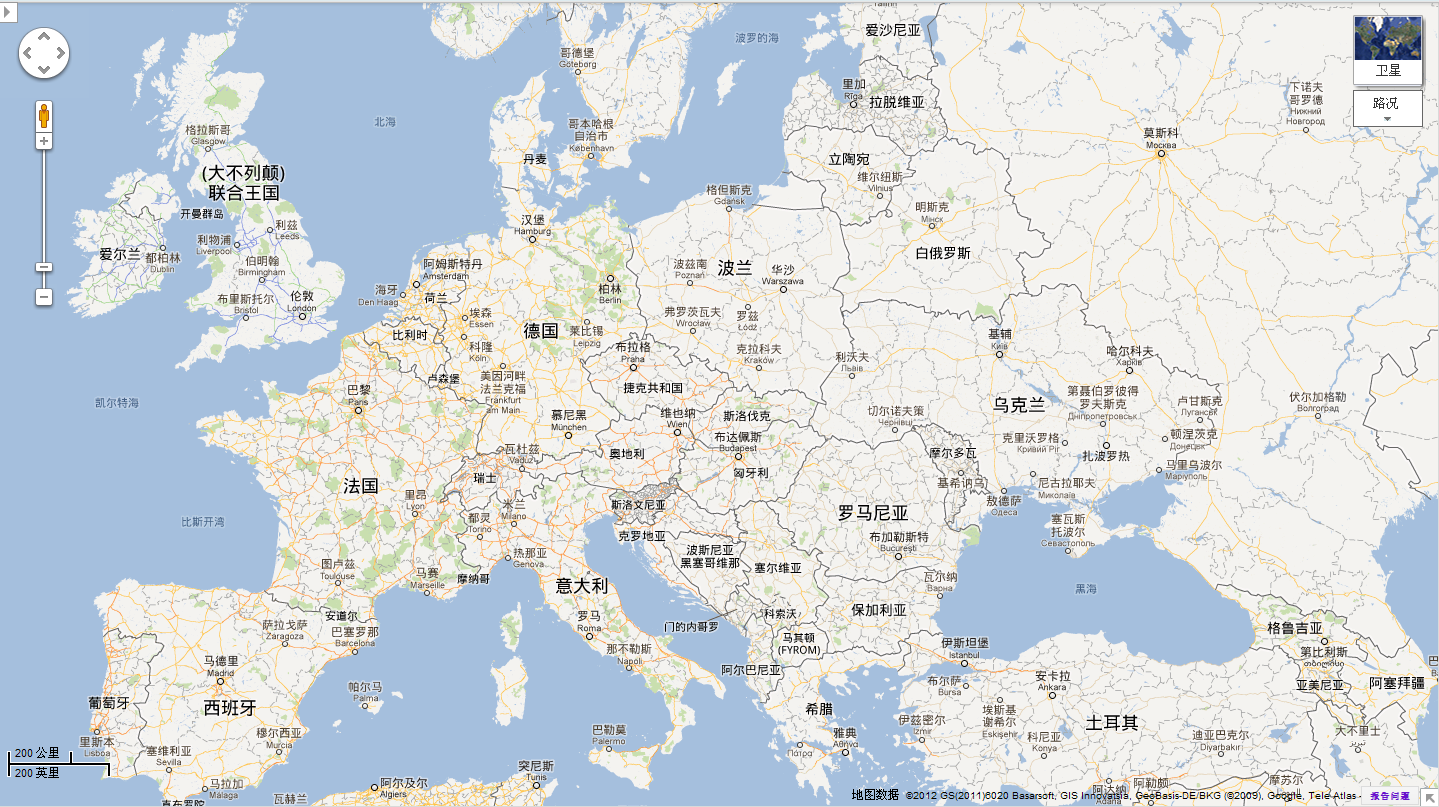 爱沙尼亚
波罗的海
卫星
哥德堡
Göteborg
里加
Rīga
拉脱维亚
下诺夫
哥罗德
Нижний
Новгород
路况
北海
格拉斯哥
Glasgow
哥本哈根
自治市
København
莫斯科
Москва
丹麦
立陶宛
维尔纽斯
Vilnius
(大不列颠)
联合王国
格但斯克
Gdańsk
开曼群岛
汉堡
Hamburg
明斯克
Мінск
利兹
Leeds
利物浦
Liverpool
爱尔兰
都柏林
Dublin
伯明翰
Birmingham
白俄罗斯
阿姆斯特丹
Amsterdam
波兹南
Poznań
波兰
华沙
Warszawa
海牙
Den Haag
荷兰
柏林
Berlin
布里斯托尔
Bristol
伦敦
London
埃森
Essen
弗罗茨瓦夫
Wrocław
罗兹
Łódź
德国
莱比锡
Leipzig
比利时
科隆
Köln
基辅
Київ
布拉格
Praha
克拉科夫
Kraków
利沃夫
Львів
哈尔科夫
Харків
卢森堡
美因河畔
法兰克福
Frankfurt
am Main
捷克共和国
巴黎
Paris
第聂伯罗彼得
罗夫斯克
Дніпропетровськ
伏尔加格勒
Волгоград
凯尔特海
乌克兰
卢甘斯克
Луганськ
慕尼黑
München
维也纳
Wien
斯洛伐克
切尔诺夫策
Чернівці
布达佩斯
Budapest
克里沃罗格
Кривий Ріг
顿涅茨克
Донецьк
瓦杜兹
Vaduz
奥地利
摩尔多瓦
扎波罗热
匈牙利
马里乌波尔
Маріуполь
瑞士
法国
基希讷乌
尼古拉耶夫
Миколаїв
里昂
Lyon
米兰
Milano
斯洛文尼亚
敖德萨
Одеса
罗马尼亚
比斯开湾
都灵
Torino
塞瓦斯
托波尔
Севастополь
克罗地亚
布加勒斯特
București
热那亚
Genova
波斯尼亚
黑塞哥维那
塞尔维亚
图卢兹
Toulouse
马赛
Marseille
摩纳哥
意大利
瓦尔纳
Варна
黑海
保加利亚
安道尔
罗马
Roma
科索沃
萨拉戈萨
Zaragoza
巴塞罗那
Barcelona
门的内哥罗
格鲁吉亚
马其顿
(FYROM)
伊斯坦堡
İstanbul
那不勒斯
Napoli
第比利斯
თბილისი
马德里
Madrid
阿尔巴尼亚
布尔萨
Bursa
安卡拉
Ankara
亚美尼亚
阿塞拜疆
帕尔马
Palma
葡萄牙
西班牙
希腊
埃斯基
谢希尔
Eskişehir
伊兹密尔
İzmir
土耳其
里斯本
Lisboa
穆尔西亚
Murcia
巴勒莫
Palermo
雅典
Αθήνα
Πάτρα
科尼亚
Konya
迪亚巴克尔
Diyarbakır
大不里士
تبریز
200 公里
200 英里
塞维利亚
Sevilla
马拉加
Málaga
突尼斯
Tunis
阿尔及尔
Algiers
瓦赫兰
直布罗陀
阿达纳
Adana
阿勒颇
摩苏尔
地图数据 ©2012 GS(2011)6020 Basarsoft, GIS Innovatsia, GeoBasis-DE/BKG (©2009), Google, Tele Atlas -
报告问题